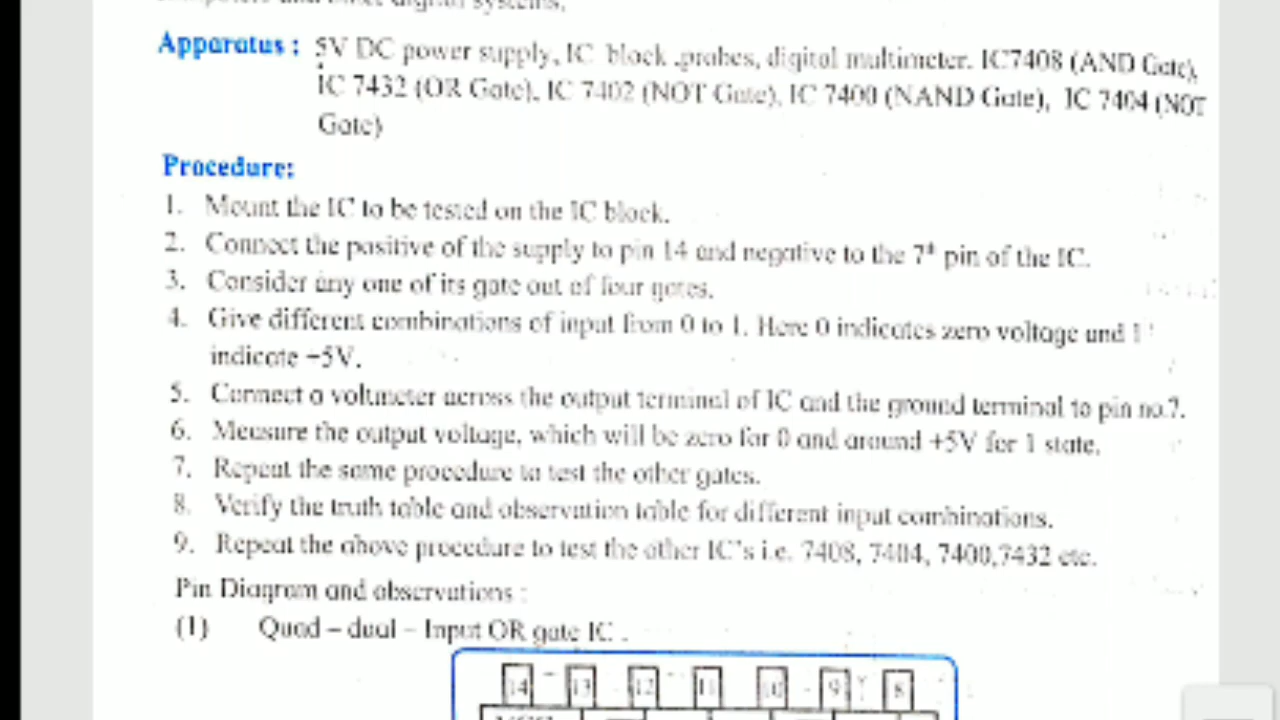 Apparatus : 5V DC power supply, IC block ,probes, digital multimeter. IC7408 (AND Gate),
IC 7432 (OR Gate), IC 7402 (NOT Gate), IC 7400 (NAND Gate), IC 7404 (NOT
Gate)
Procedure:
1. Mount the IC to be tested on the IC block.
2. Connect the positive of the supply to pin 14 and negative to the 7th pin of the IC.
3. Consider any one of its gate out of four gates.
4. Give different combinations of input from 0 to 1. Here 0 indicates zero voltage and 1
indicate +5V.
5. Connect a voltmeter across the output terminal of IC and the ground terminal to pin no.7.
6. Measure the output voltage, which will be zero for 0 and around +5V for 1 state.
7. Repeat the same procedure to test the other gates.
8. Verify the truth table and observation table for different input combinations.
9. Repeat the above procedure to test the other IC's i.e. 7408, 7404, 7400,7432 etc.
Pin Diagram and observations :
(1) Quad – dual – Input OR gate IC .
14 13 12 11 10 9 8